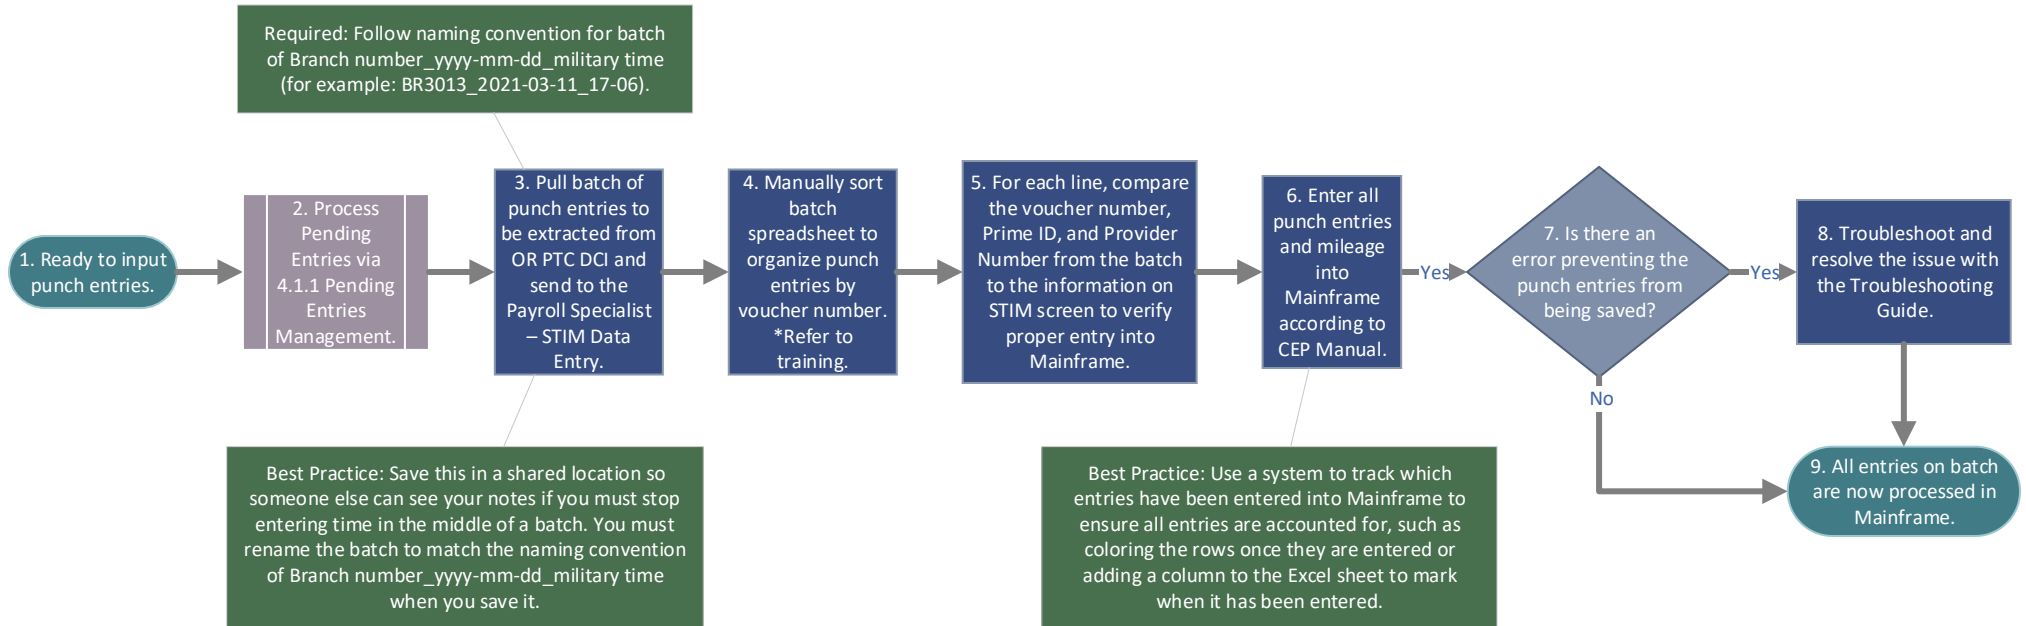 Required: Follow naming convention for batch
of Branch number_yyyy-mm-dd_military time
(for example: BR3013_2021-03-11_17-06).
1. Ready to input
punch entries.
2. Process
Pending
Entries via
4.1.1 Pending
Entries
Management.
3. Pull batch of
punch entries to
be extracted from
OR PTC DCI and
send to the
Payroll Specialist
– STIM Data
Entry.
4. Manually sort
batch
spreadsheet to
organize punch
entries by
voucher number.
*Refer to
training.
5. For each line, compare
the voucher number,
Prime ID, and Provider
Number from the batch
to the information on
STIM screen to verify
proper entry into
Mainframe.
6. Enter all
punch entries
and mileage
into
Mainframe
according to
CEP Manual.
Yes
7. Is there an
error preventing the
punch entries from
being saved?
Yes
8. Troubleshoot and
resolve the issue with
the Troubleshooting
Guide.
No
9. All entries on batch
are now processed in
Mainframe.
Best Practice: Save this in a shared location so
someone else can see your notes if you must stop
entering time in the middle of a batch. You must
rename the batch to match the naming convention
of Branch number_yyyy-mm-dd_military time
when you save it.
Best Practice: Use a system to track which
entries have been entered into Mainframe to
ensure all entries are accounted for, such as
coloring the rows once they are entered or
adding a column to the Excel sheet to mark
when it has been entered.